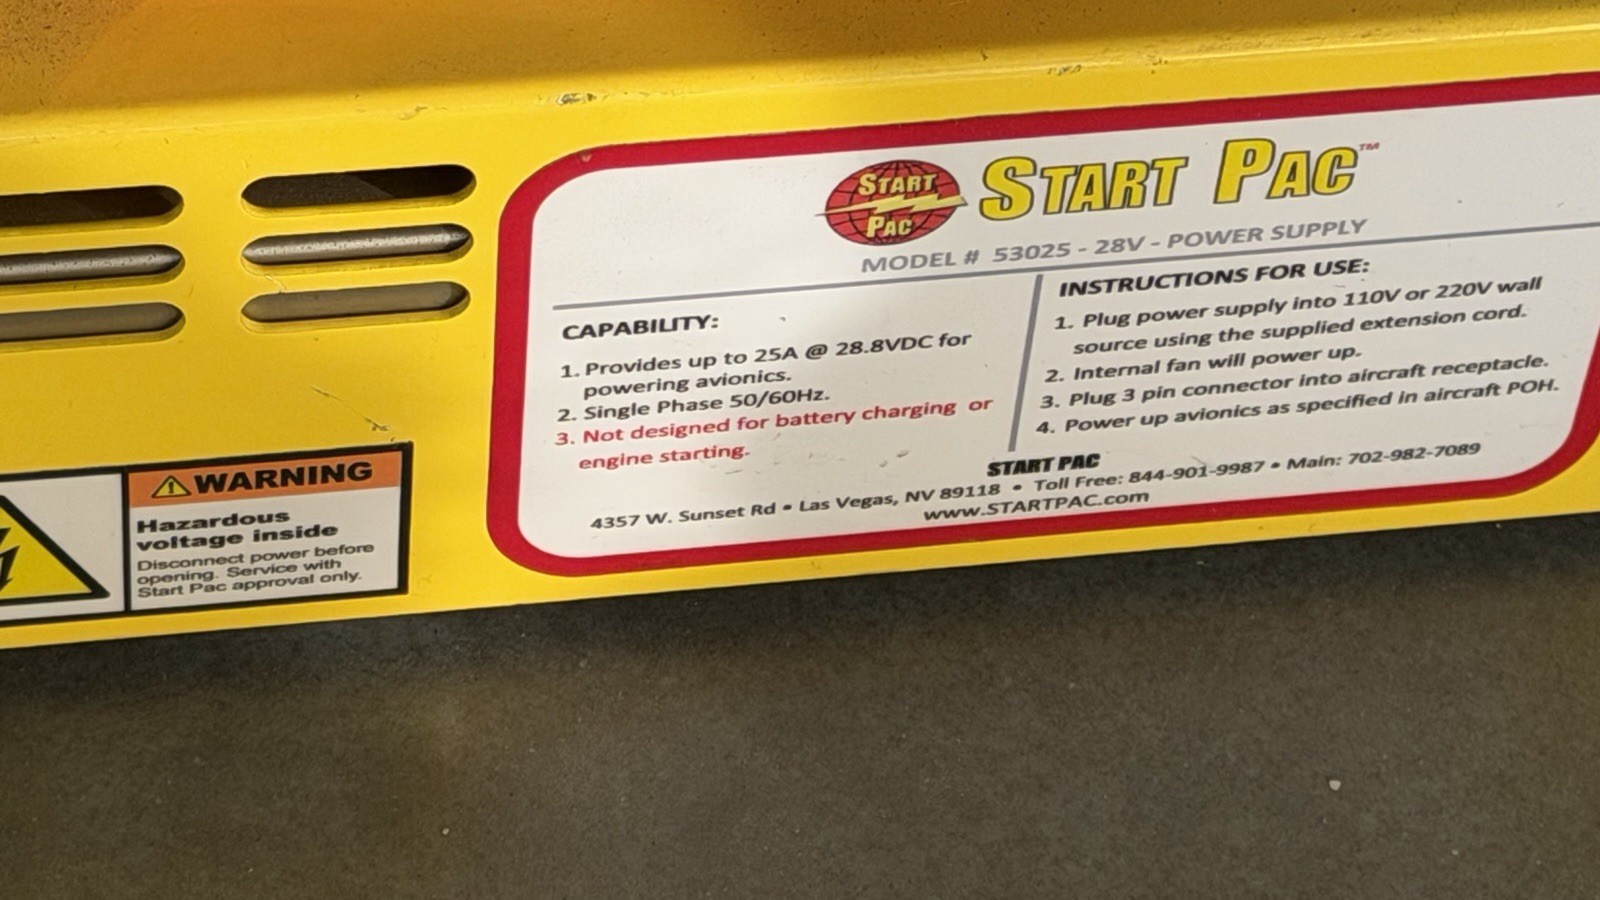 START
PAC
START PAC™
MODEL # 53025 - 28V - POWER SUPPLY
CAPABILITY:
1. Provides up to 25A @ 28.8VDC for
powering avionics.
2. Single Phase 50/60Hz.
3. Not designed for battery charging or
engine starting.
INSTRUCTIONS FOR USE:
1. Plug power supply into 110V or 220V wall
source using the supplied extension cord.
2. Internal fan will power up.
3. Plug 3 pin connector into aircraft receptacle.
4. Power up avionics as specified in aircraft POH.
START PAC
4357 W. Sunset Rd • Las Vegas, NV 89118 • Toll Free: 844-901-9987 • Main: 702-982-7089
www.STARTPAC.com
WARNING
Hazardous
voltage inside
Disconnect power before
opening. Service with
Start Pac approval only.